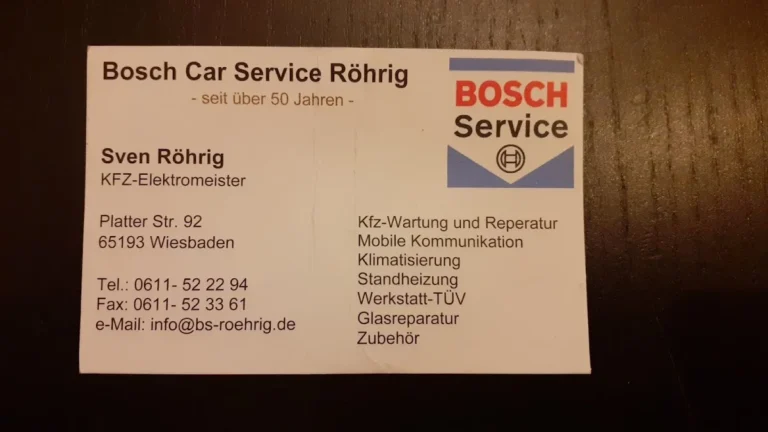 Bosch Car Service Röhrig
- seit über 50 Jahren -
BOSCH
Service
Sven Röhrig
KFZ-Elektromeister
Platter Str. 92
65193 Wiesbaden
Tel.: 0611- 52 22 94
Fax: 0611- 52 33 61
e-Mail: info@bs-roehrig.de
Kfz-Wartung und Reperatur
Mobile Kommunikation
Klimatisierung
Standheizung
Werkstatt-TÜV
Glasreparatur
Zubehör